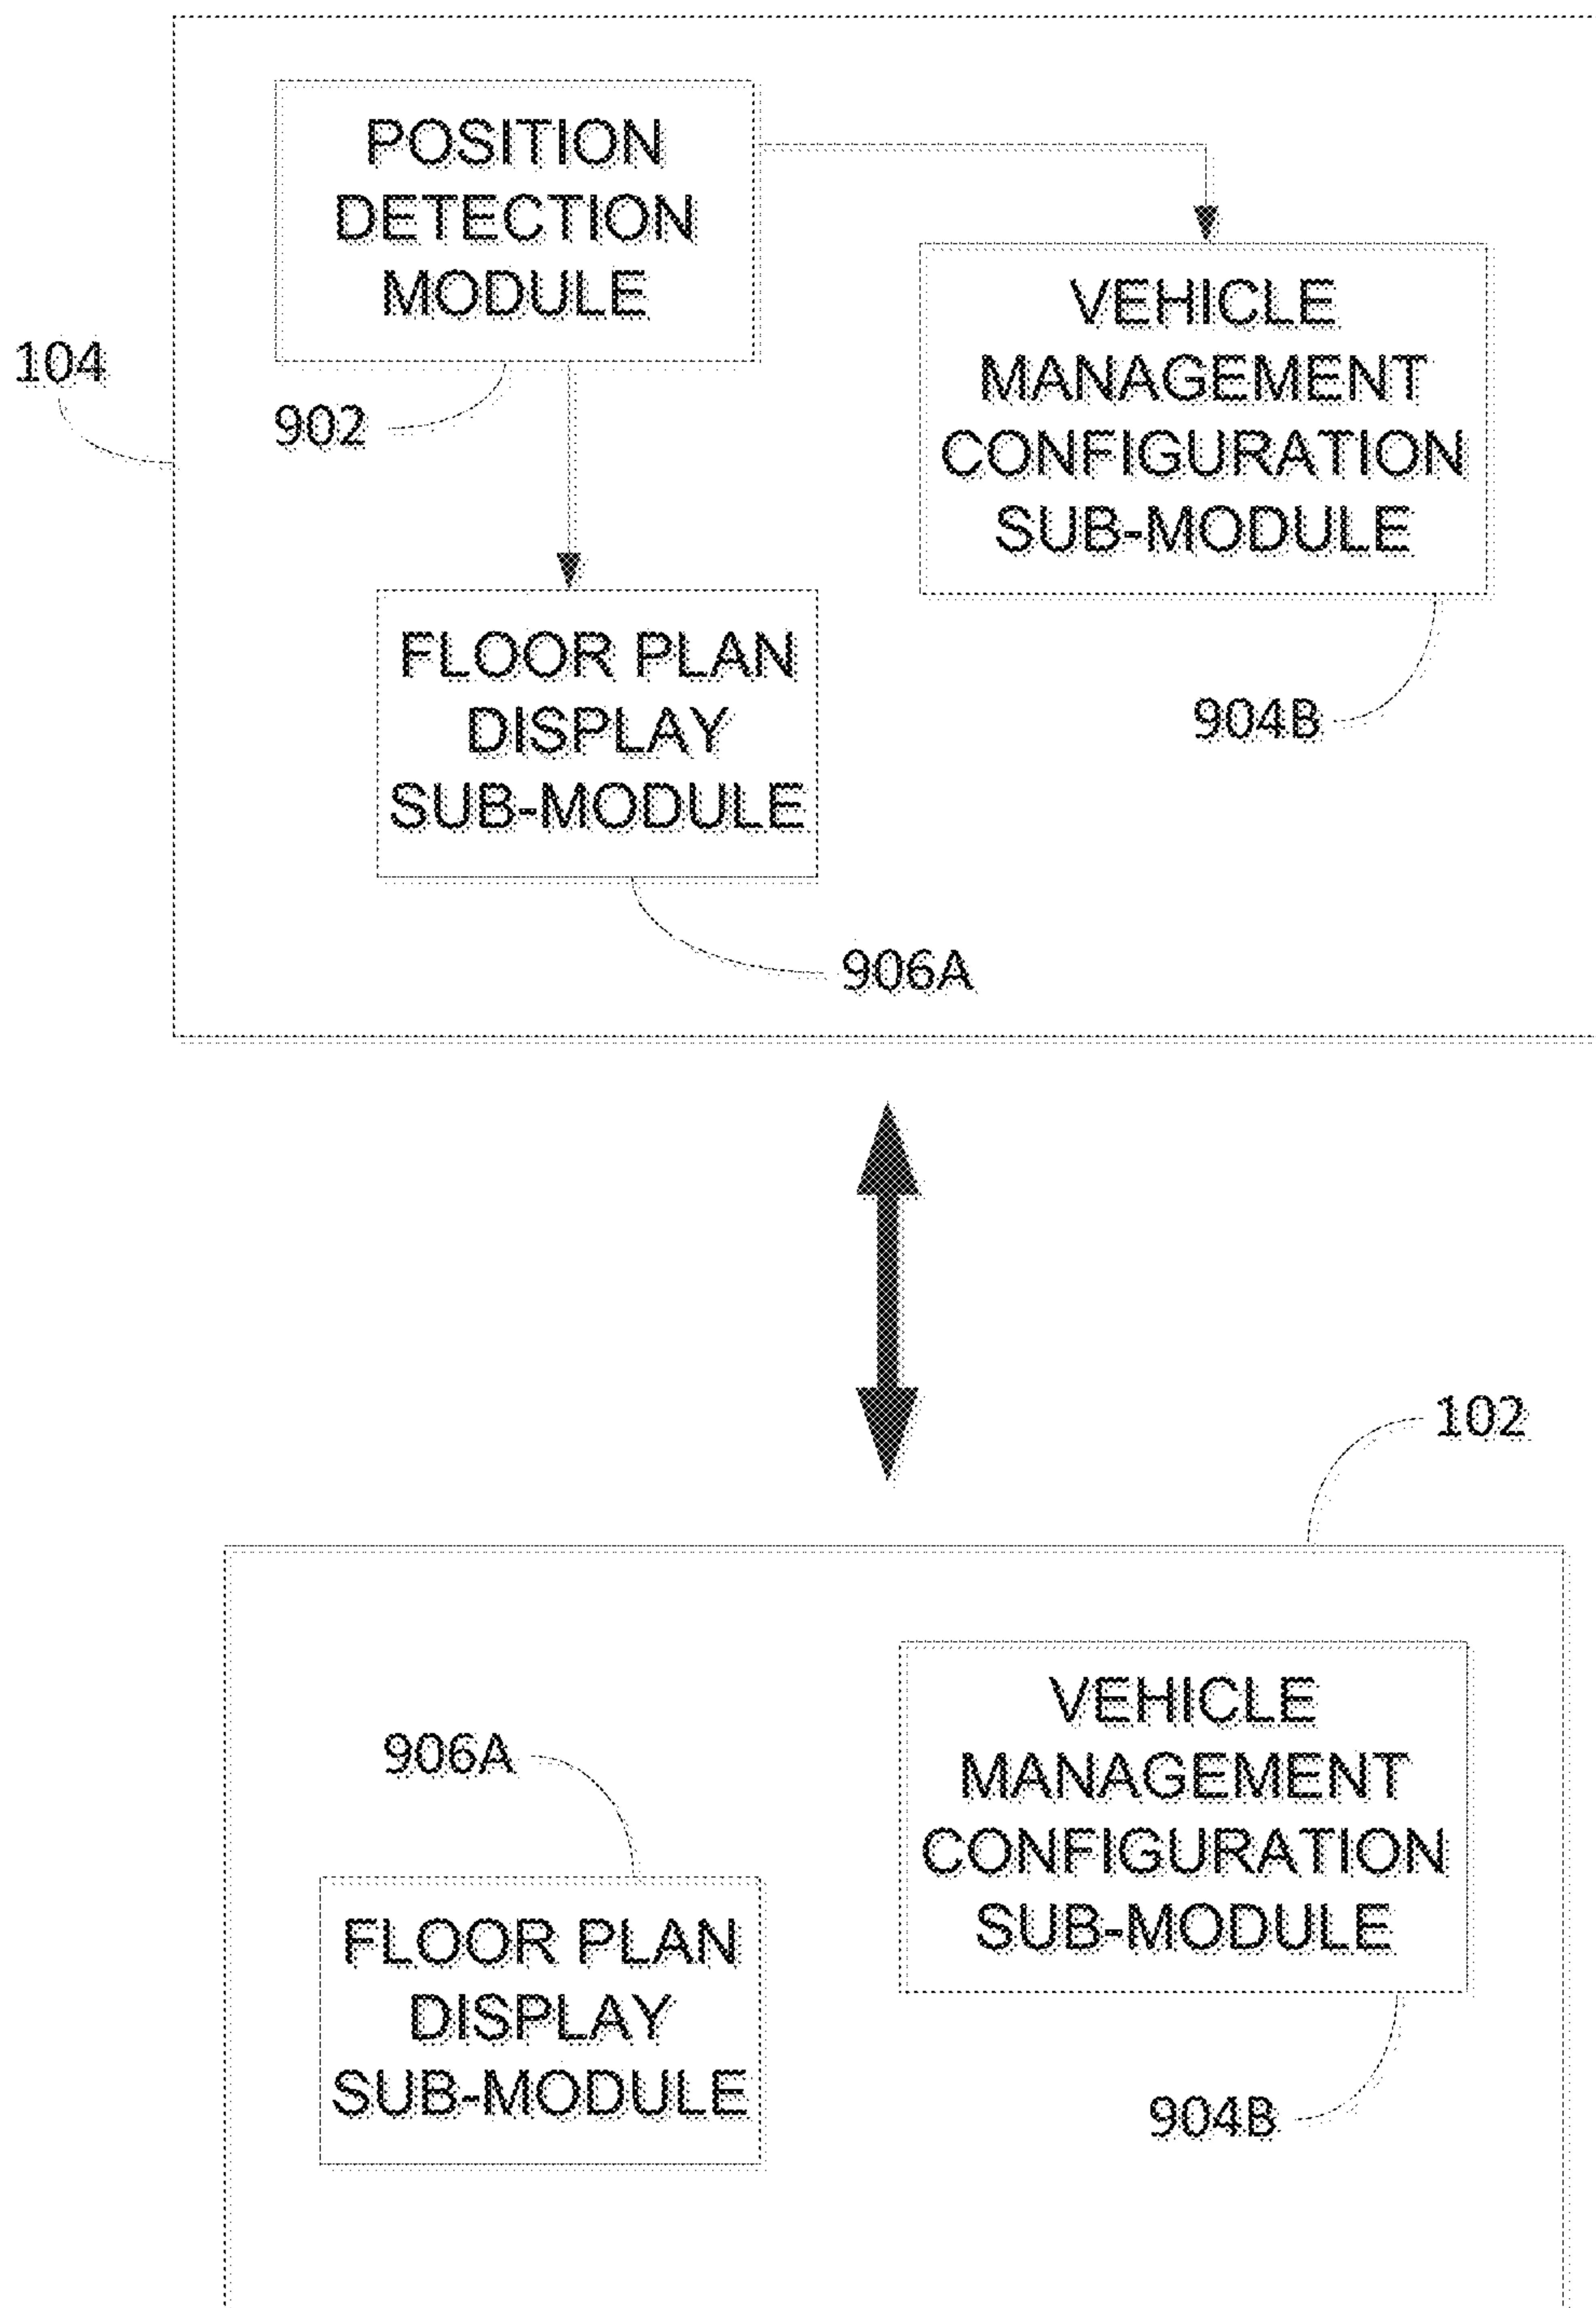 POSITION
DETECTION
MODULE
104
902
VEHICLE
MANAGEMENT
CONFIGURATION
SUB-MODULE
904B
FLOOR PLAN
DISPLAY
SUB-MODULE
906A
102
906A
VEHICLE
MANAGEMENT
CONFIGURATION
SUB-MODULE
904B
FLOOR PLAN
DISPLAY
SUB-MODULE